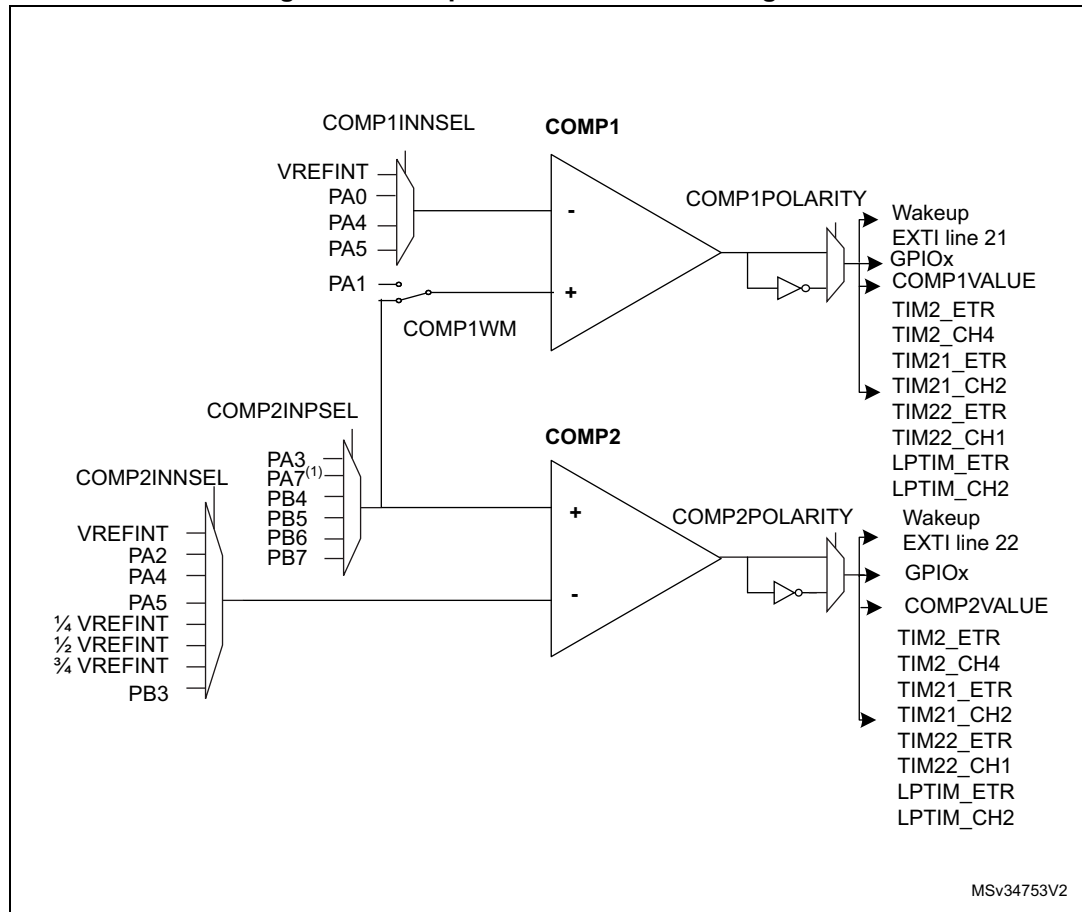 COMP1INNSEL
COMP1
VREFINT
PA0
PA4
PA5
PA1
-
+
COMP1WM
COMP1POLARITY
Wakeup
EXTI line 21
GPIOx
COMP1VALUE
TIM2_ETR
TIM2_CH4
TIM21_ETR
TIM21_CH2
TIM22_ETR
TIM22_CH1
LPTIM_ETR
LPTIM_CH2
COMP2INPSEL
COMP2
PA3
PA7(1)
PB4
PB5
PB6
PB7
COMP2INNSEL
VREFINT
PA2
PA4
PA5
¼ VREFINT
½ VREFINT
¾ VREFINT
PB3
+
-
COMP2POLARITY
Wakeup
EXTI line 22
GPIOx
COMP2VALUE
TIM2_ETR
TIM2_CH4
TIM21_ETR
TIM21_CH2
TIM22_ETR
TIM22_CH1
LPTIM_ETR
LPTIM_CH2
MSv34753V2